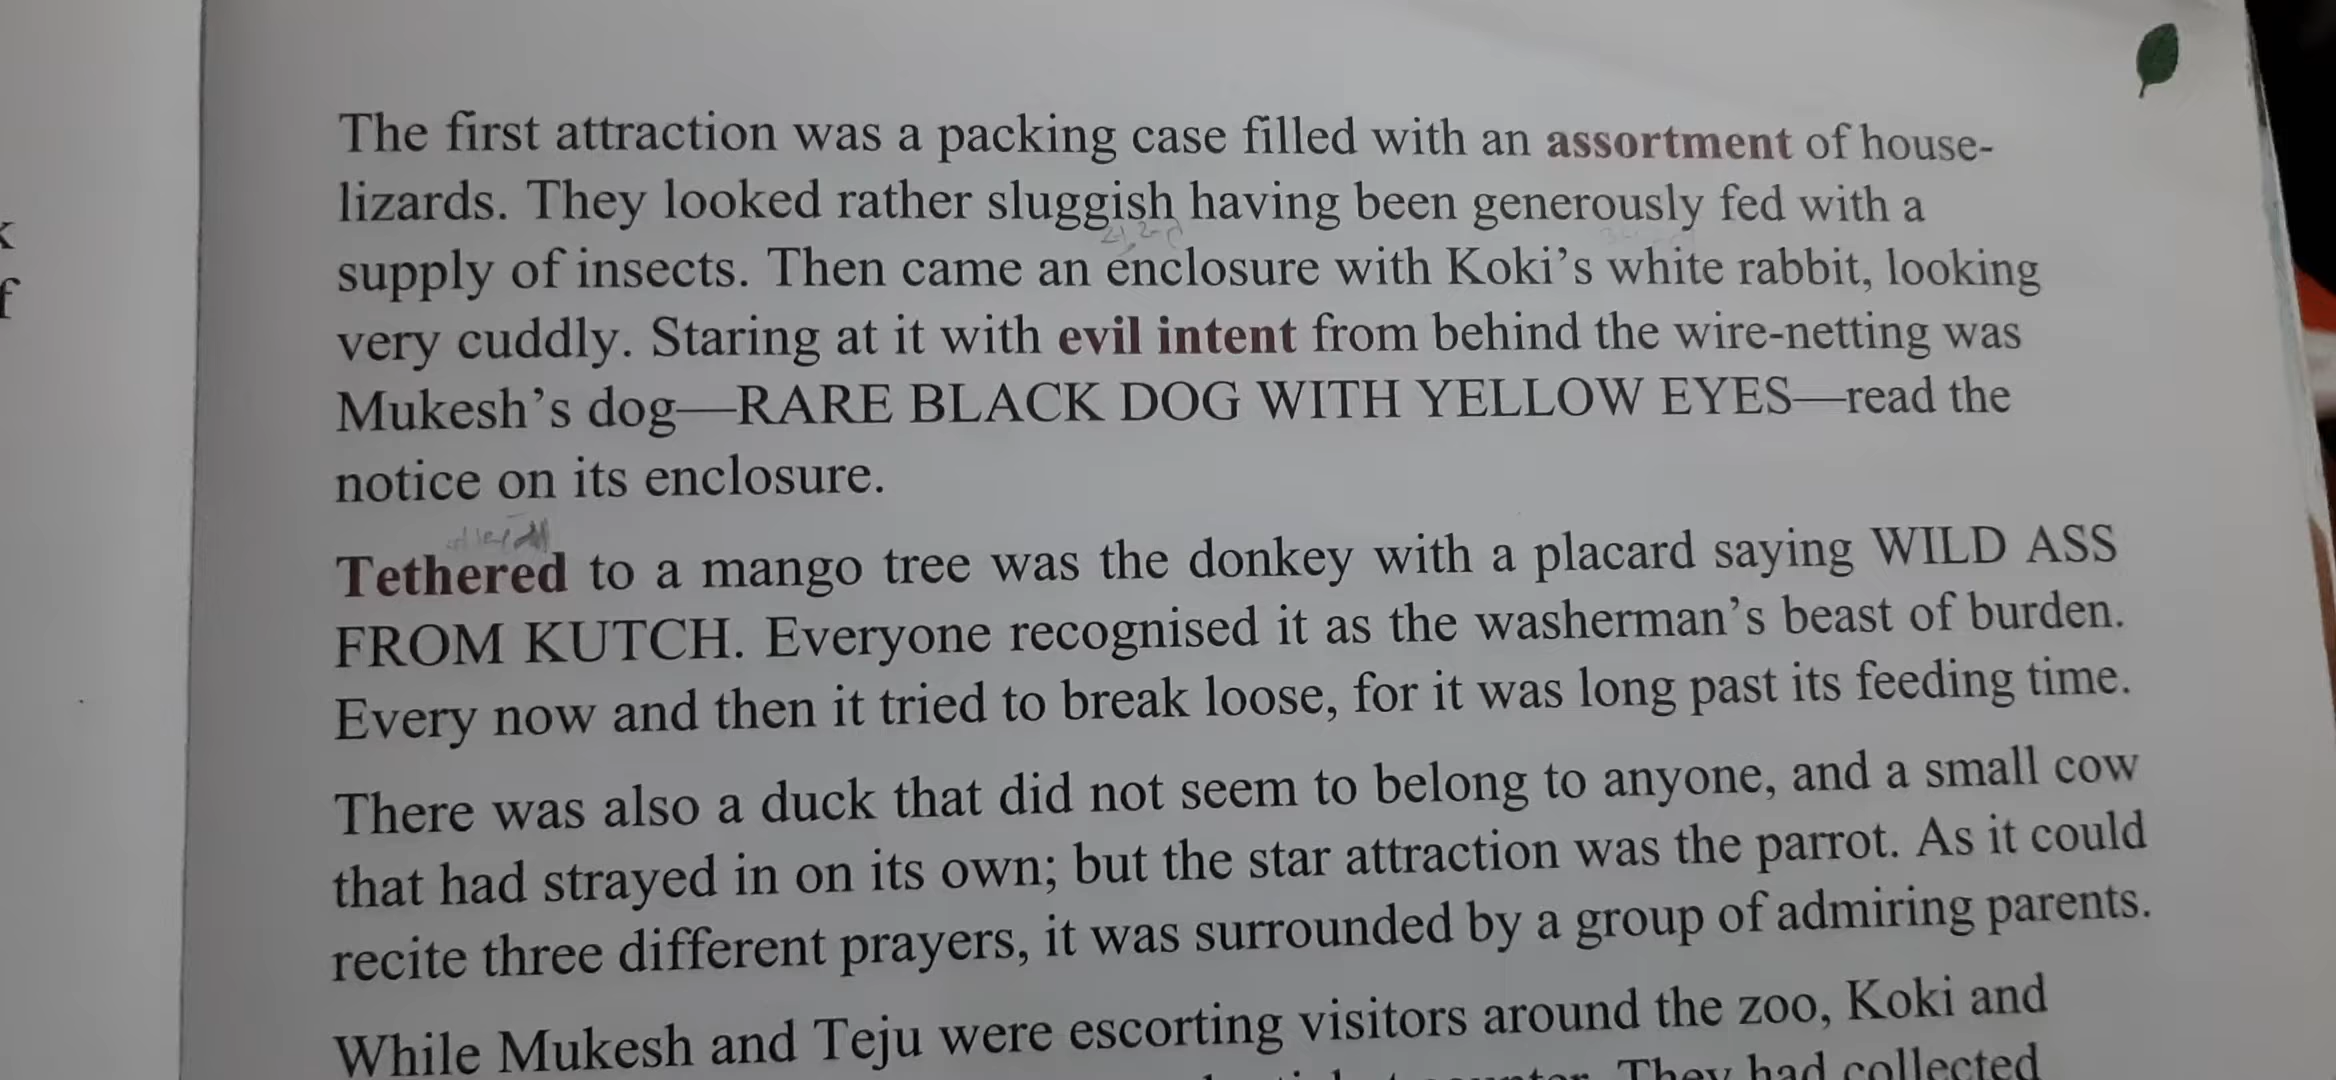 The first attraction was a packing case filled with an assortment of house-
lizards. They looked rather sluggish having been generously fed with a
supply of insects. Then came an enclosure with Koki's white rabbit, looking
very cuddly. Staring at it with evil intent from behind the wire-netting was
Mukesh's dog—RARE BLACK DOG WITH YELLOW EYES—read the
notice on its enclosure.
Tethered to a mango tree was the donkey with a placard saying WILD ASS
FROM KUTCH. Everyone recognised it as the washerman's beast of burden.
Every now and then it tried to break loose, for it was long past its feeding time.
There was also a duck that did not seem to belong to anyone, and a small cow
that had strayed in on its own; but the star attraction was the parrot. As it could
recite three different prayers, it was surrounded by a group of admiring parents.
While Mukesh and Teju were escorting visitors around the zoo, Koki and
They had collected